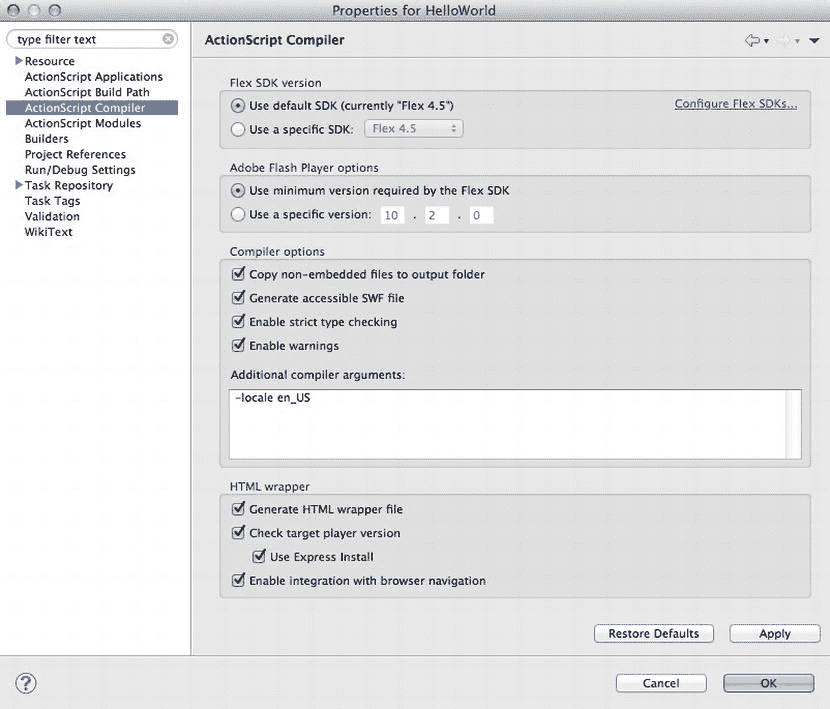 Properties for HelloWorld
type filter text
ActionScript Compiler
Resource
ActionScript Applications
ActionScript Build Path
ActionScript Compiler
ActionScript Modules
Builders
Project References
Run/Debug Settings
Task Repository
Task Tags
Validation
WikiText
Flex SDK version
Use default SDK (currently "Flex 4.5")
Configure Flex SDKs...
Use a specific SDK: Flex 4.5
Adobe Flash Player options
Use minimum version required by the Flex SDK
Use a specific version: 10 . 2 . 0
Compiler options
Copy non-embedded files to output folder
Generate accessible SWF file
Enable strict type checking
Enable warnings
Additional compiler arguments:
-locale en_US
HTML wrapper
Generate HTML wrapper file
Check target player version
Use Express Install
Enable integration with browser navigation
Restore Defaults
Apply
?
Cancel
OK